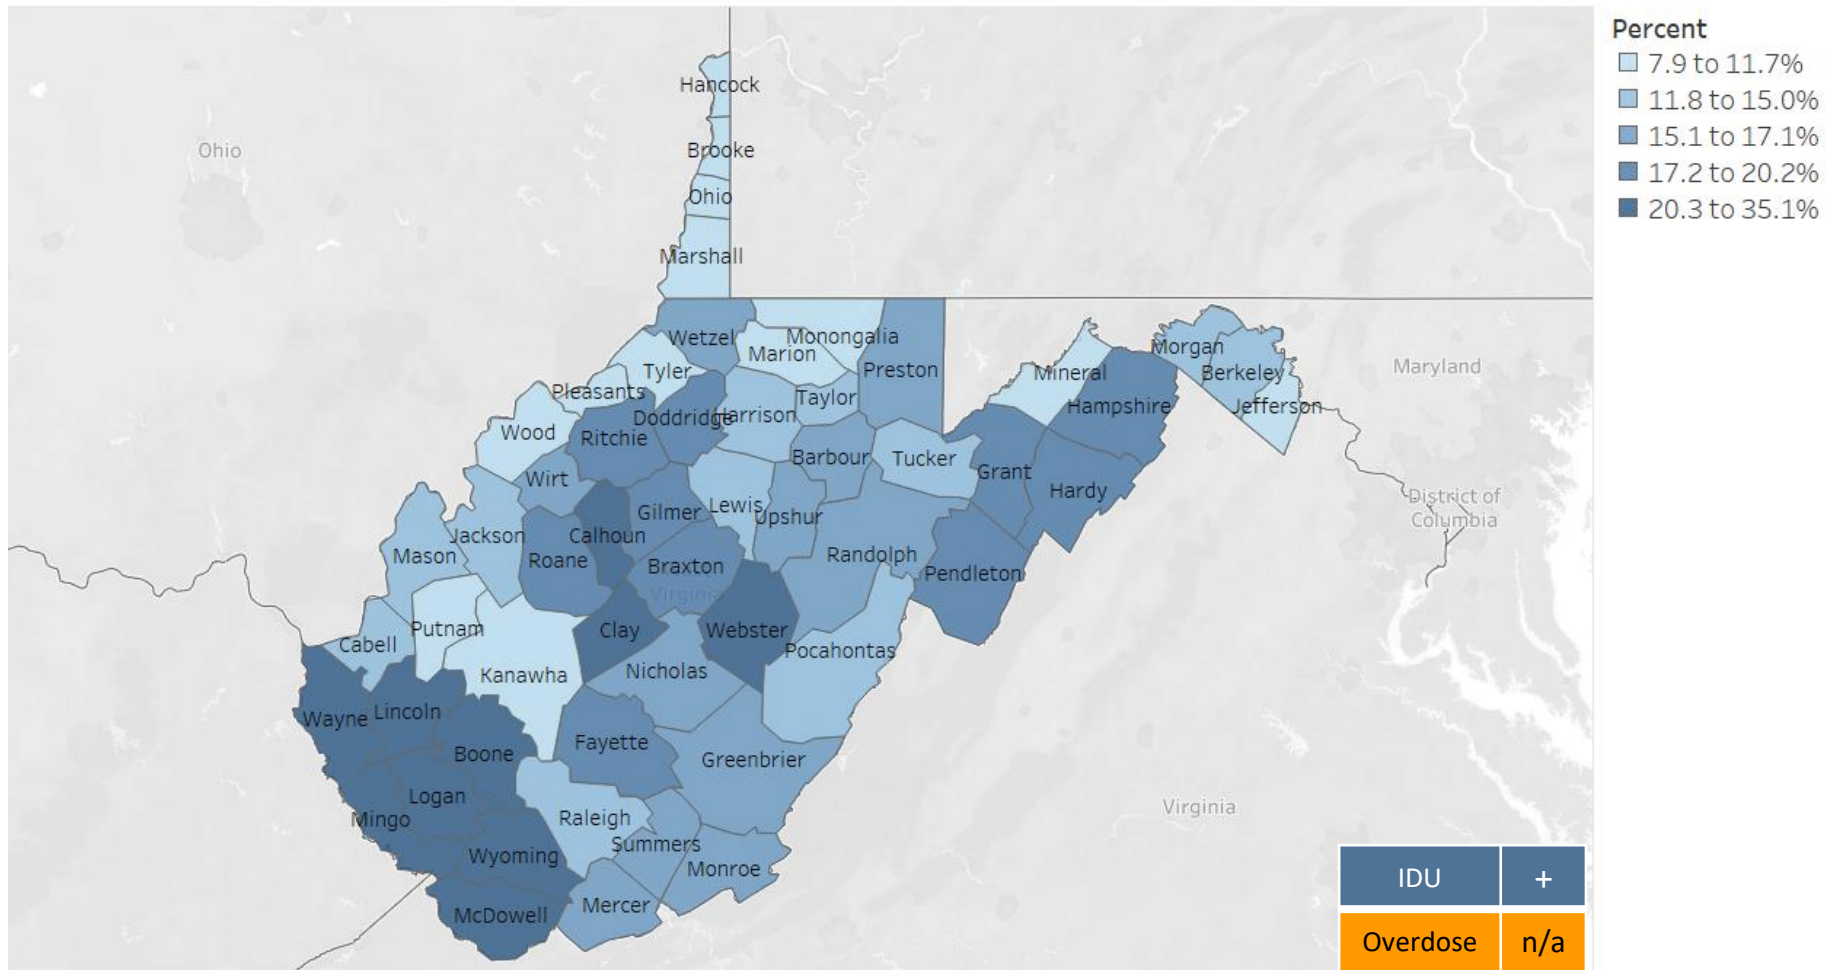 Percent
7.9 to 11.7%
11.8 to 15.0%
15.1 to 17.1%
17.2 to 20.2%
20.3 to 35.1%
Hancock
Ohio
Brooke
Ohio
Marshall
Wetzel
Monongalia
Marion
Morgan
Maryland
Tyler
Preston
Mineral
Berkeley
Pleasants
Taylor
Hampshire
Jefferson
Doddridge
Harrison
Wood
Ritchie
Barbour
Tucker
Grant
Wirt
Hardy
District of
Columbia
Lewis
Gilmer
Upshur
Jackson
Calhoun
Mason
Roane
Randolph
Braxton
Pendleton
Virginia
Putnam
Clay
Webster
Cabell
Pocahontas
Nicholas
Kanawha
Lincoln
Wayne
Fayette
Boone
Greenbrier
Logan
Virginia
Mingo
Raleigh
Summers
Wyoming
Monroe
IDU +
Mercer
McDowell
Overdose n/a